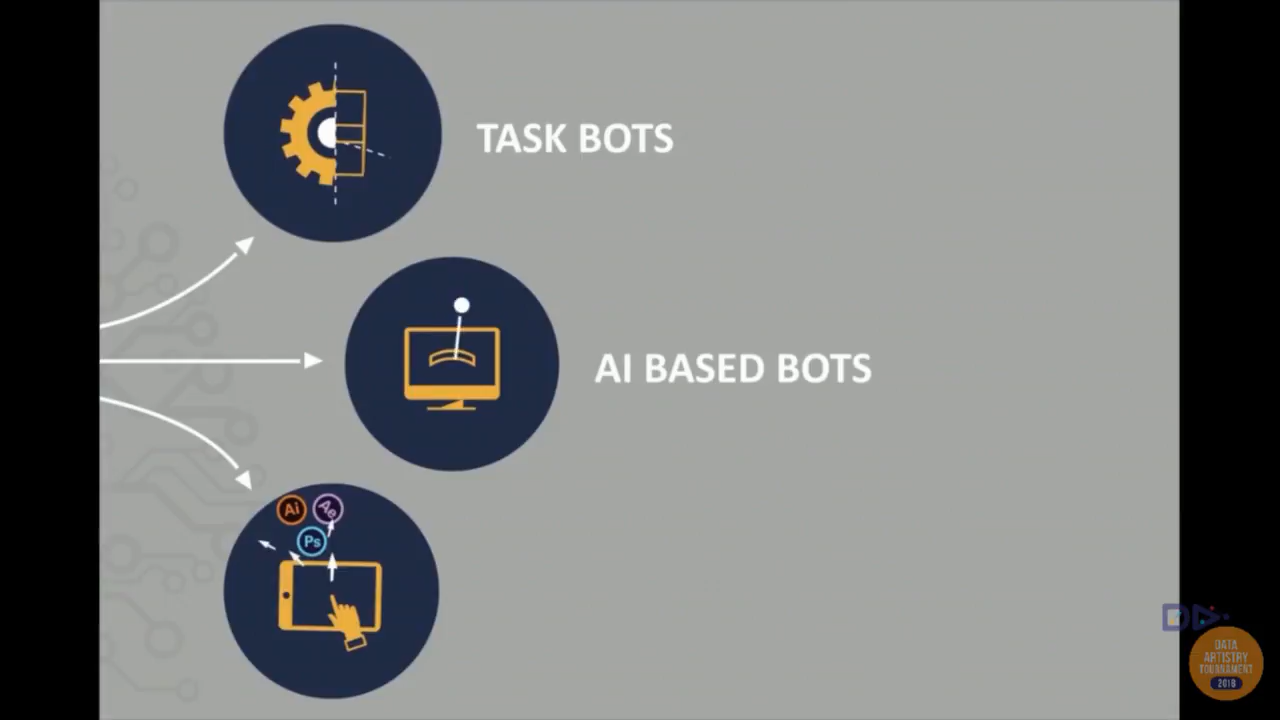 TASK BOTS
AI BASED BOTS
Ai
Ae
Ps
DATA
ARTISTRY
TOURNAMENT
2018